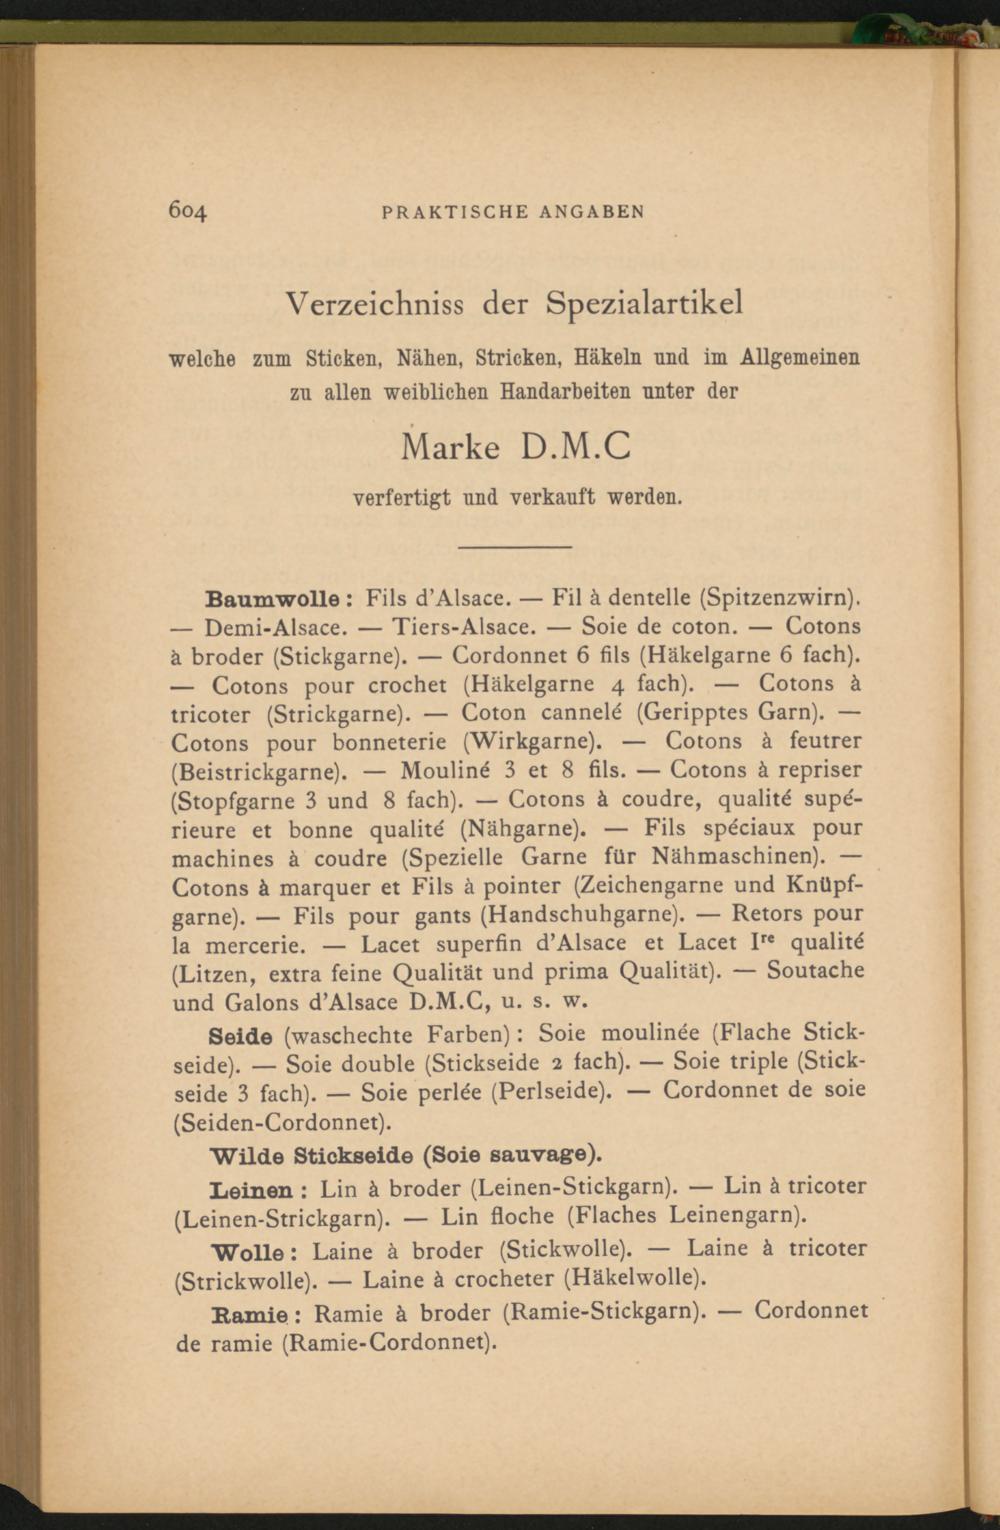 604
PRAKTISCHE ANGABEN
Verzeichniss der Spezialartikel
welche zum Sticken, Nähen, Stricken, Häkeln und im Allgemeinen
zu allen weiblichen Handarbeiten unter der
Marke D.M.C
verfertigt und verkauft werden.
Baumwolle : Fils d'Alsace. — Fil à dentelle (Spitzenzwirn).
— Demi-Alsace. — Tiers-Alsace. — Soie de coton. — Cotons
à broder (Stickgarne). — Cordonnet 6 fils (Häkelgarne 6 fach).
— Cotons pour crochet (Häkelgarne 4 fach). — Cotons à
tricoter (Strickgarne). — Coton cannelé (Geripptes Garn). —
Cotons pour bonneterie (Wirkgarne). — Cotons à feutrer
(Beistrickgarne). — Mouliné 3 et 8 fils. — Cotons à repriser
(Stopfgarne 3 und 8 fach). — Cotons à coudre, qualité supé-
rieure et bonne qualité (Nähgarne). — Fils spéciaux pour
machines à coudre (Spezielle Garne für Nähmaschinen). —
Cotons à marquer et Fils à pointer (Zeichengarne und Knüpf-
garne). — Fils pour gants (Handschuhgarne). — Retors pour
la mercerie. — Lacet superfin d'Alsace et Lacet Iʳᵉ qualité
(Litzen, extra feine Qualität und prima Qualität). — Soutache
und Galons d'Alsace D.M.C, u. s. w.
Seide (waschechte Farben) : Soie moulinée (Flache Stick-
seide). — Soie double (Stickseide 2 fach). — Soie triple (Stick-
seide 3 fach). — Soie perlée (Perlseide). — Cordonnet de soie
(Seiden-Cordonnet).
Wilde Stickseide (Soie sauvage).
Leinen : Lin à broder (Leinen-Stickgarn). — Lin à tricoter
(Leinen-Strickgarn). — Lin floche (Flaches Leinengarn).
Wolle : Laine à broder (Stickwolle). — Laine à tricoter
(Strickwolle). — Laine à crocheter (Häkelwolle).
Ramie : Ramie à broder (Ramie-Stickgarn). — Cordonnet
de ramie (Ramie-Cordonnet).